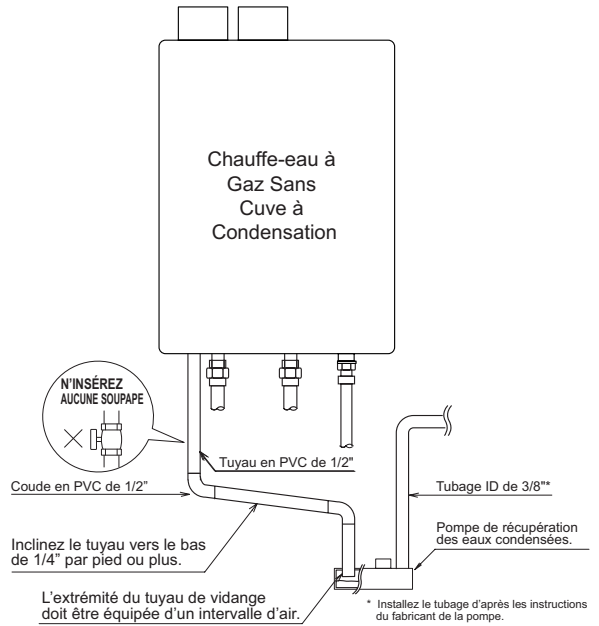 Chauffe-eau à
Gaz Sans
Cuve à
Condensation
N'INSÉREZ
AUCUNE SOUPAPE
Tuyau en PVC de 1/2"
Coude en PVC de 1/2"
Tubage ID de 3/8"*
Inclinez le tuyau vers le bas
de 1/4" par pied ou plus.
Pompe de récupération
des eaux condensées.
L'extrémité du tuyau de vidange
doit être équipée d'un intervalle d'air.
* Installez le tubage d'après les instructions
du fabricant de la pompe.